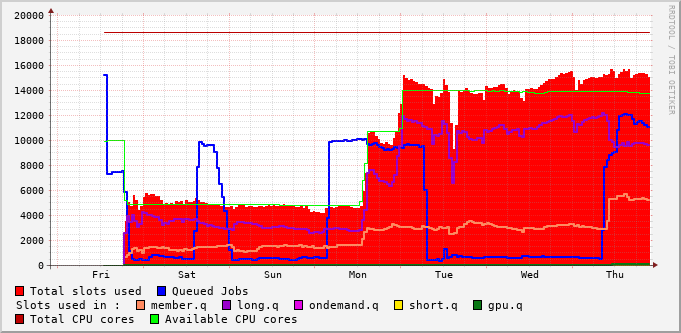 20000
18000
16000
14000
12000
10000
8000
6000
4000
2000
0
Fri Sat Sun Mon Tue Wed Thu
Total slots used Queued Jobs
Slots used in : member.q long.q ondemand.q short.q gpu.q
Total CPU cores Available CPU cores
RRDTOOL / TOBI OETIKER